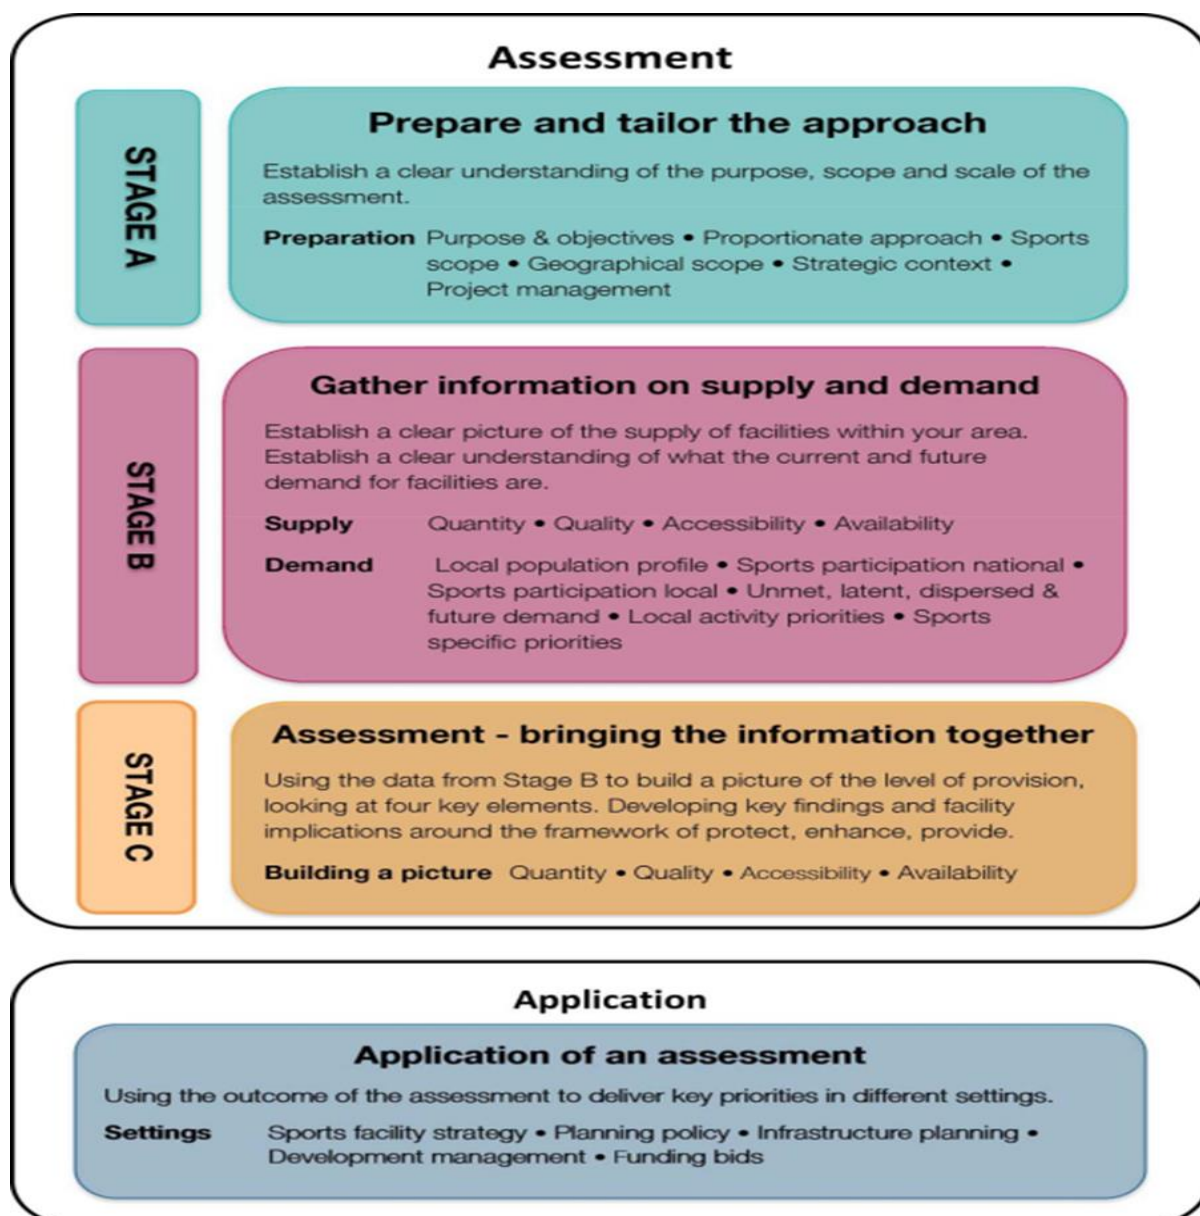 Assessment
STAGE A
Prepare and tailor the approach
Establish a clear understanding of the purpose, scope and scale of the
assessment.
Preparation Purpose & objectives • Proportionate approach • Sports
scope • Geographical scope • Strategic context •
Project management
STAGE B
Gather information on supply and demand
Establish a clear picture of the supply of facilities within your area.
Establish a clear understanding of what the current and future
demand for facilities are.
Supply Quantity • Quality • Accessibility • Availability
Demand Local population profile • Sports participation national •
Sports participation local • Unmet, latent, dispersed &
future demand • Local activity priorities • Sports
specific priorities
STAGE C
Assessment - bringing the information together
Using the data from Stage B to build a picture of the level of provision,
looking at four key elements. Developing key findings and facility
implications around the framework of protect, enhance, provide.
Building a picture Quantity • Quality • Accessibility • Availability
Application
Application of an assessment
Using the outcome of the assessment to deliver key priorities in different settings.
Settings Sports facility strategy • Planning policy • Infrastructure planning •
Development management • Funding bids